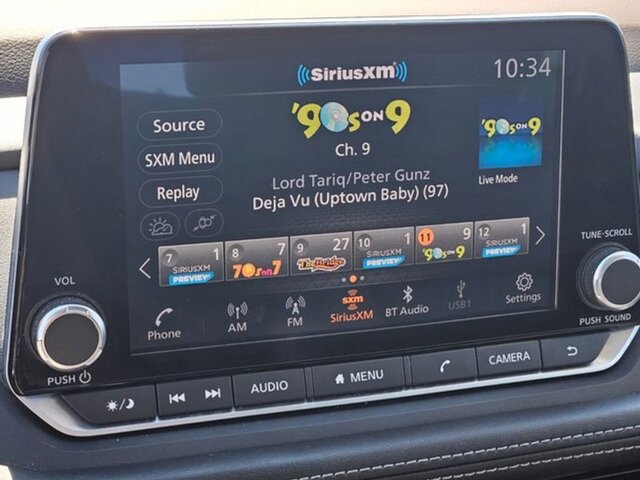 SiriusXM
10:34
Source
SXM Menu
Replay
'90s ON 9
Ch. 9
'90s ON 9
Live Mode
Lord Tariq/Peter Gunz
Deja Vu (Uptown Baby) (97)
7 1
SIRIUSXM
PREVIEW
8 7
70s on 7
9 27
The Bridge
10 1
SIRIUSXM
PREVIEW
11 9
'90s ON 9
12 1
SIRIUSXM
PREVIEW
Phone
AM
FM
sxm
SiriusXM
BT Audio
USB1
Settings
VOL
PUSH
TUNE·SCROLL
PUSH SOUND
AUDIO
MENU
CAMERA